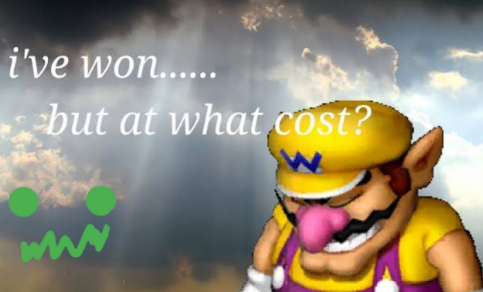 i've won......
but at what cost?
W